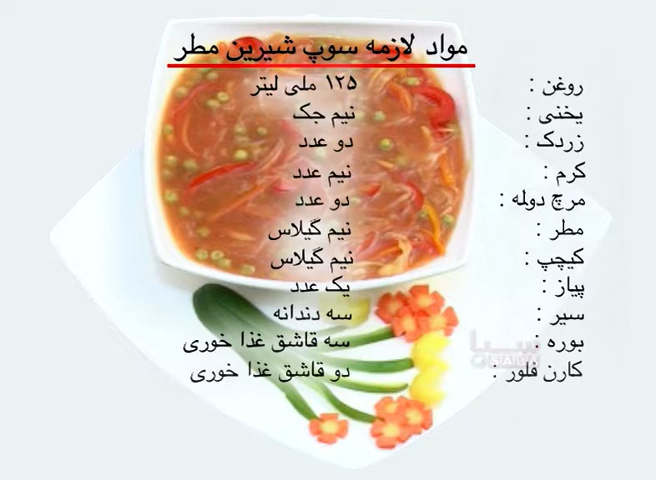 مواد لازمه سوپ شیرین مطر
روغن : ۱۲۵ ملی لیتر
یخنی : نیم جک
زردک : دو عدد
کرم : نیم عدد
مرچ دوله : دو عدد
مطر : نیم گیلاس
کیچپ : نیم گیلاس
پیاز : یک عدد
سیر : سه دندانه
بوره : سه قاشق غذا خوری
کارن فلور : دو قاشق غذا خوری